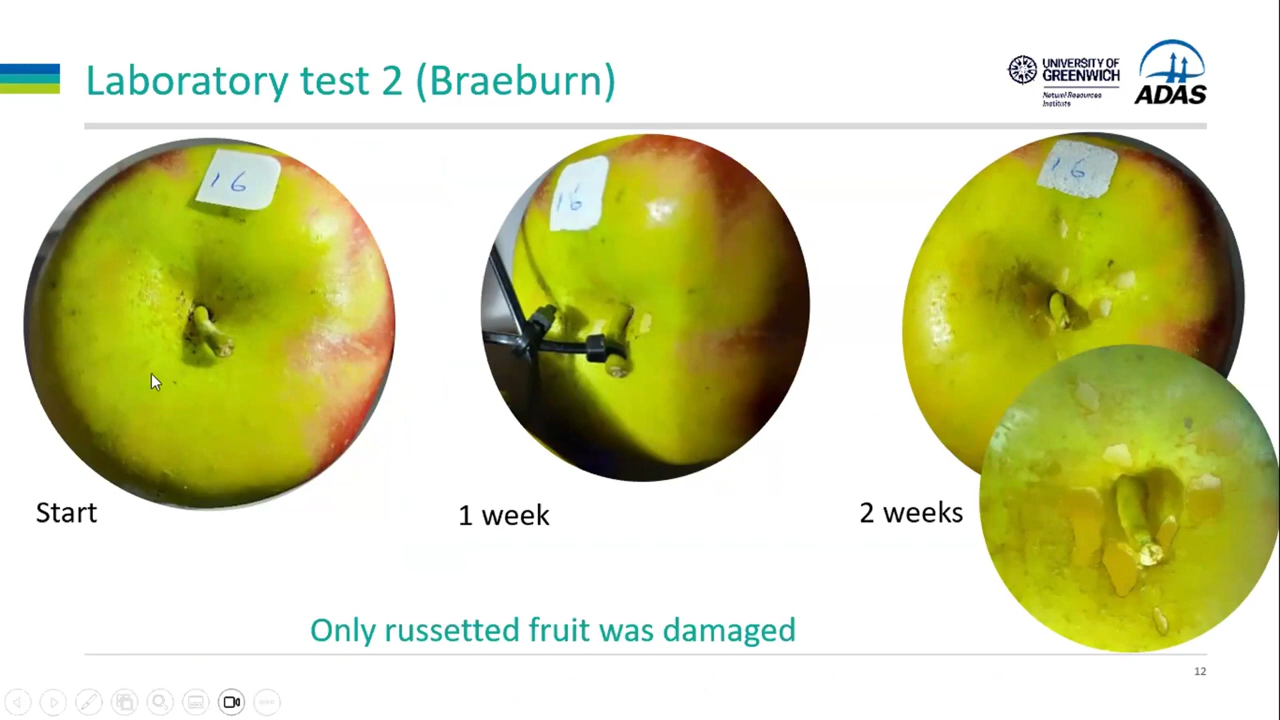 Laboratory test 2 (Braeburn)
UNIVERSITY OF
GREENWICH
Natural Resources
Institute
ADAS
16
16
16
Start
1 week
2 weeks
Only russetted fruit was damaged
12